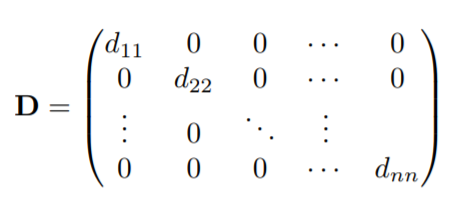 d₁₁ 0 0 ⋯ 0
0 d₂₂ 0 ⋯ 0
D =
⋮ 0 ⋱ ⋮
0 0 0 ⋯ dₙₙ